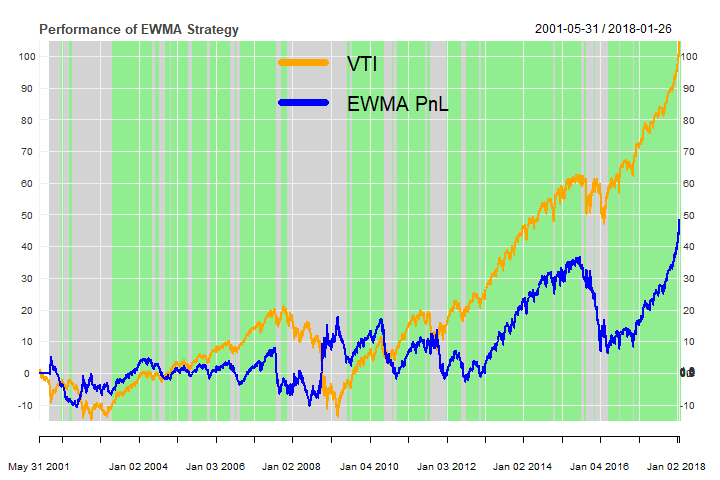 Performance of EWMA Strategy
2001-05-31 / 2018-01-26
VTI
EWMA PnL
100
90
80
70
60
50
40
30
20
10
0
-10
100
90
80
70
60
50
40
30
20
10
-10
May 31 2001
Jan 02 2004
Jan 03 2006
Jan 02 2008
Jan 04 2010
Jan 03 2012
Jan 02 2014
Jan 04 2016
Jan 02 2018